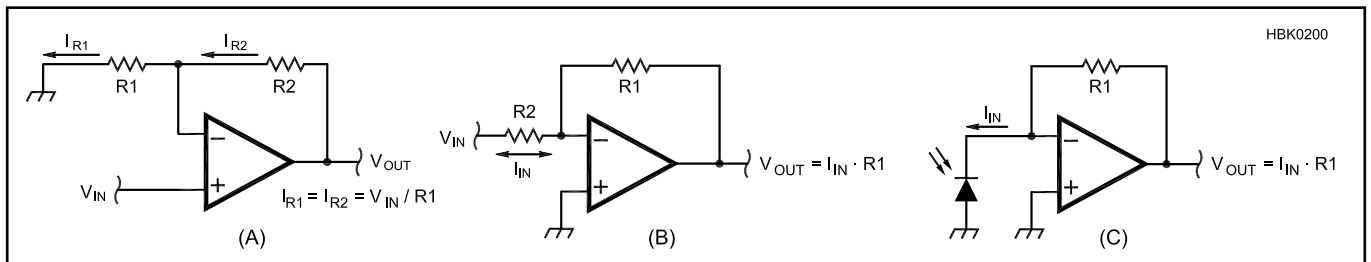 HBK0200
I R1
I R2
R1
R2
−
+
V IN
V OUT
I R1 = I R2 = V IN / R1
(A)
R1
R2
V IN
I IN
−
+
V OUT = I IN · R1
(B)
R1
I IN
−
+
V OUT = I IN · R1
(C)